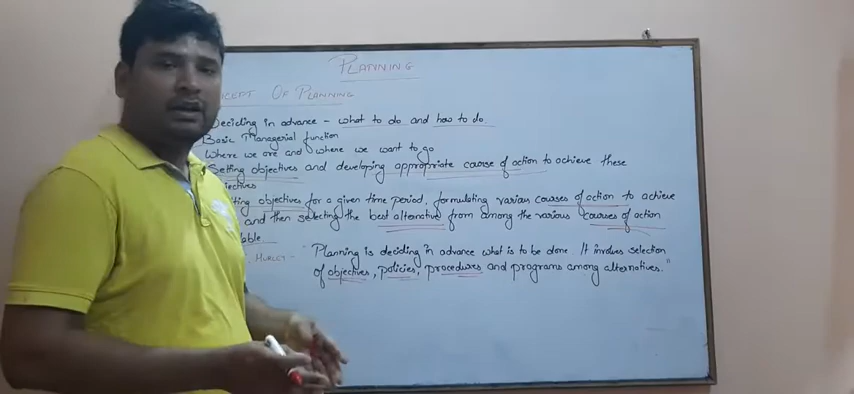 PLANNING
OF PLANNING
Deciding in advance - what to do and how to do.
Basic Managerial function
Where we are and where we want to go
Setting objectives and developing appropriate course of action to achieve these
objectives for a given time period, formulating various courses of action to achieve
and then selecting the best alternative from among the various courses of action
HURLEY - "Planning is deciding in advance what is to be done. It involves selection
of objectives, policies, procedures and programs among alternatives."